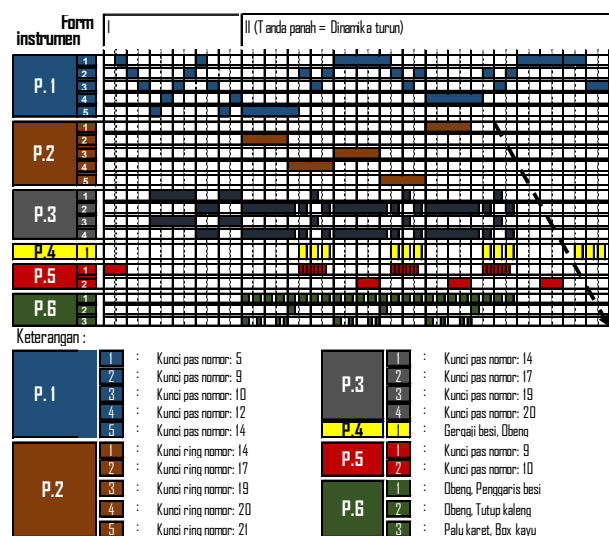 Form
instrumen
I
II (Tanda panah = Dinamika turun)
P.1
1
2
3
4
5
P.2
1
2
3
4
5
P.3
1
2
3
4
P.4
1
P.5
1
2
P.6
1
2
3
Keterangan :
P.1
1 : Kunci pas nomor: 5
2 : Kunci pas nomor: 9
3 : Kunci pas nomor: 10
4 : Kunci pas nomor: 12
5 : Kunci pas nomor: 14
P.2
1 : Kunci ring nomor: 14
2 : Kunci ring nomor: 17
3 : Kunci ring nomor: 19
4 : Kunci ring nomor: 20
5 : Kunci ring nomor: 21
P.3
1 : Kunci pas nomor: 14
2 : Kunci pas nomor: 17
3 : Kunci pas nomor: 19
4 : Kunci pas nomor: 20
P.4
1 : Gergaji besi, Obeng
P.5
1 : Kunci pas nomor: 9
2 : Kunci pas nomor: 10
P.6
1 : Obeng, Penggaris besi
2 : Obeng, Tutup kaleng
3 : Palu karet, Box kayu